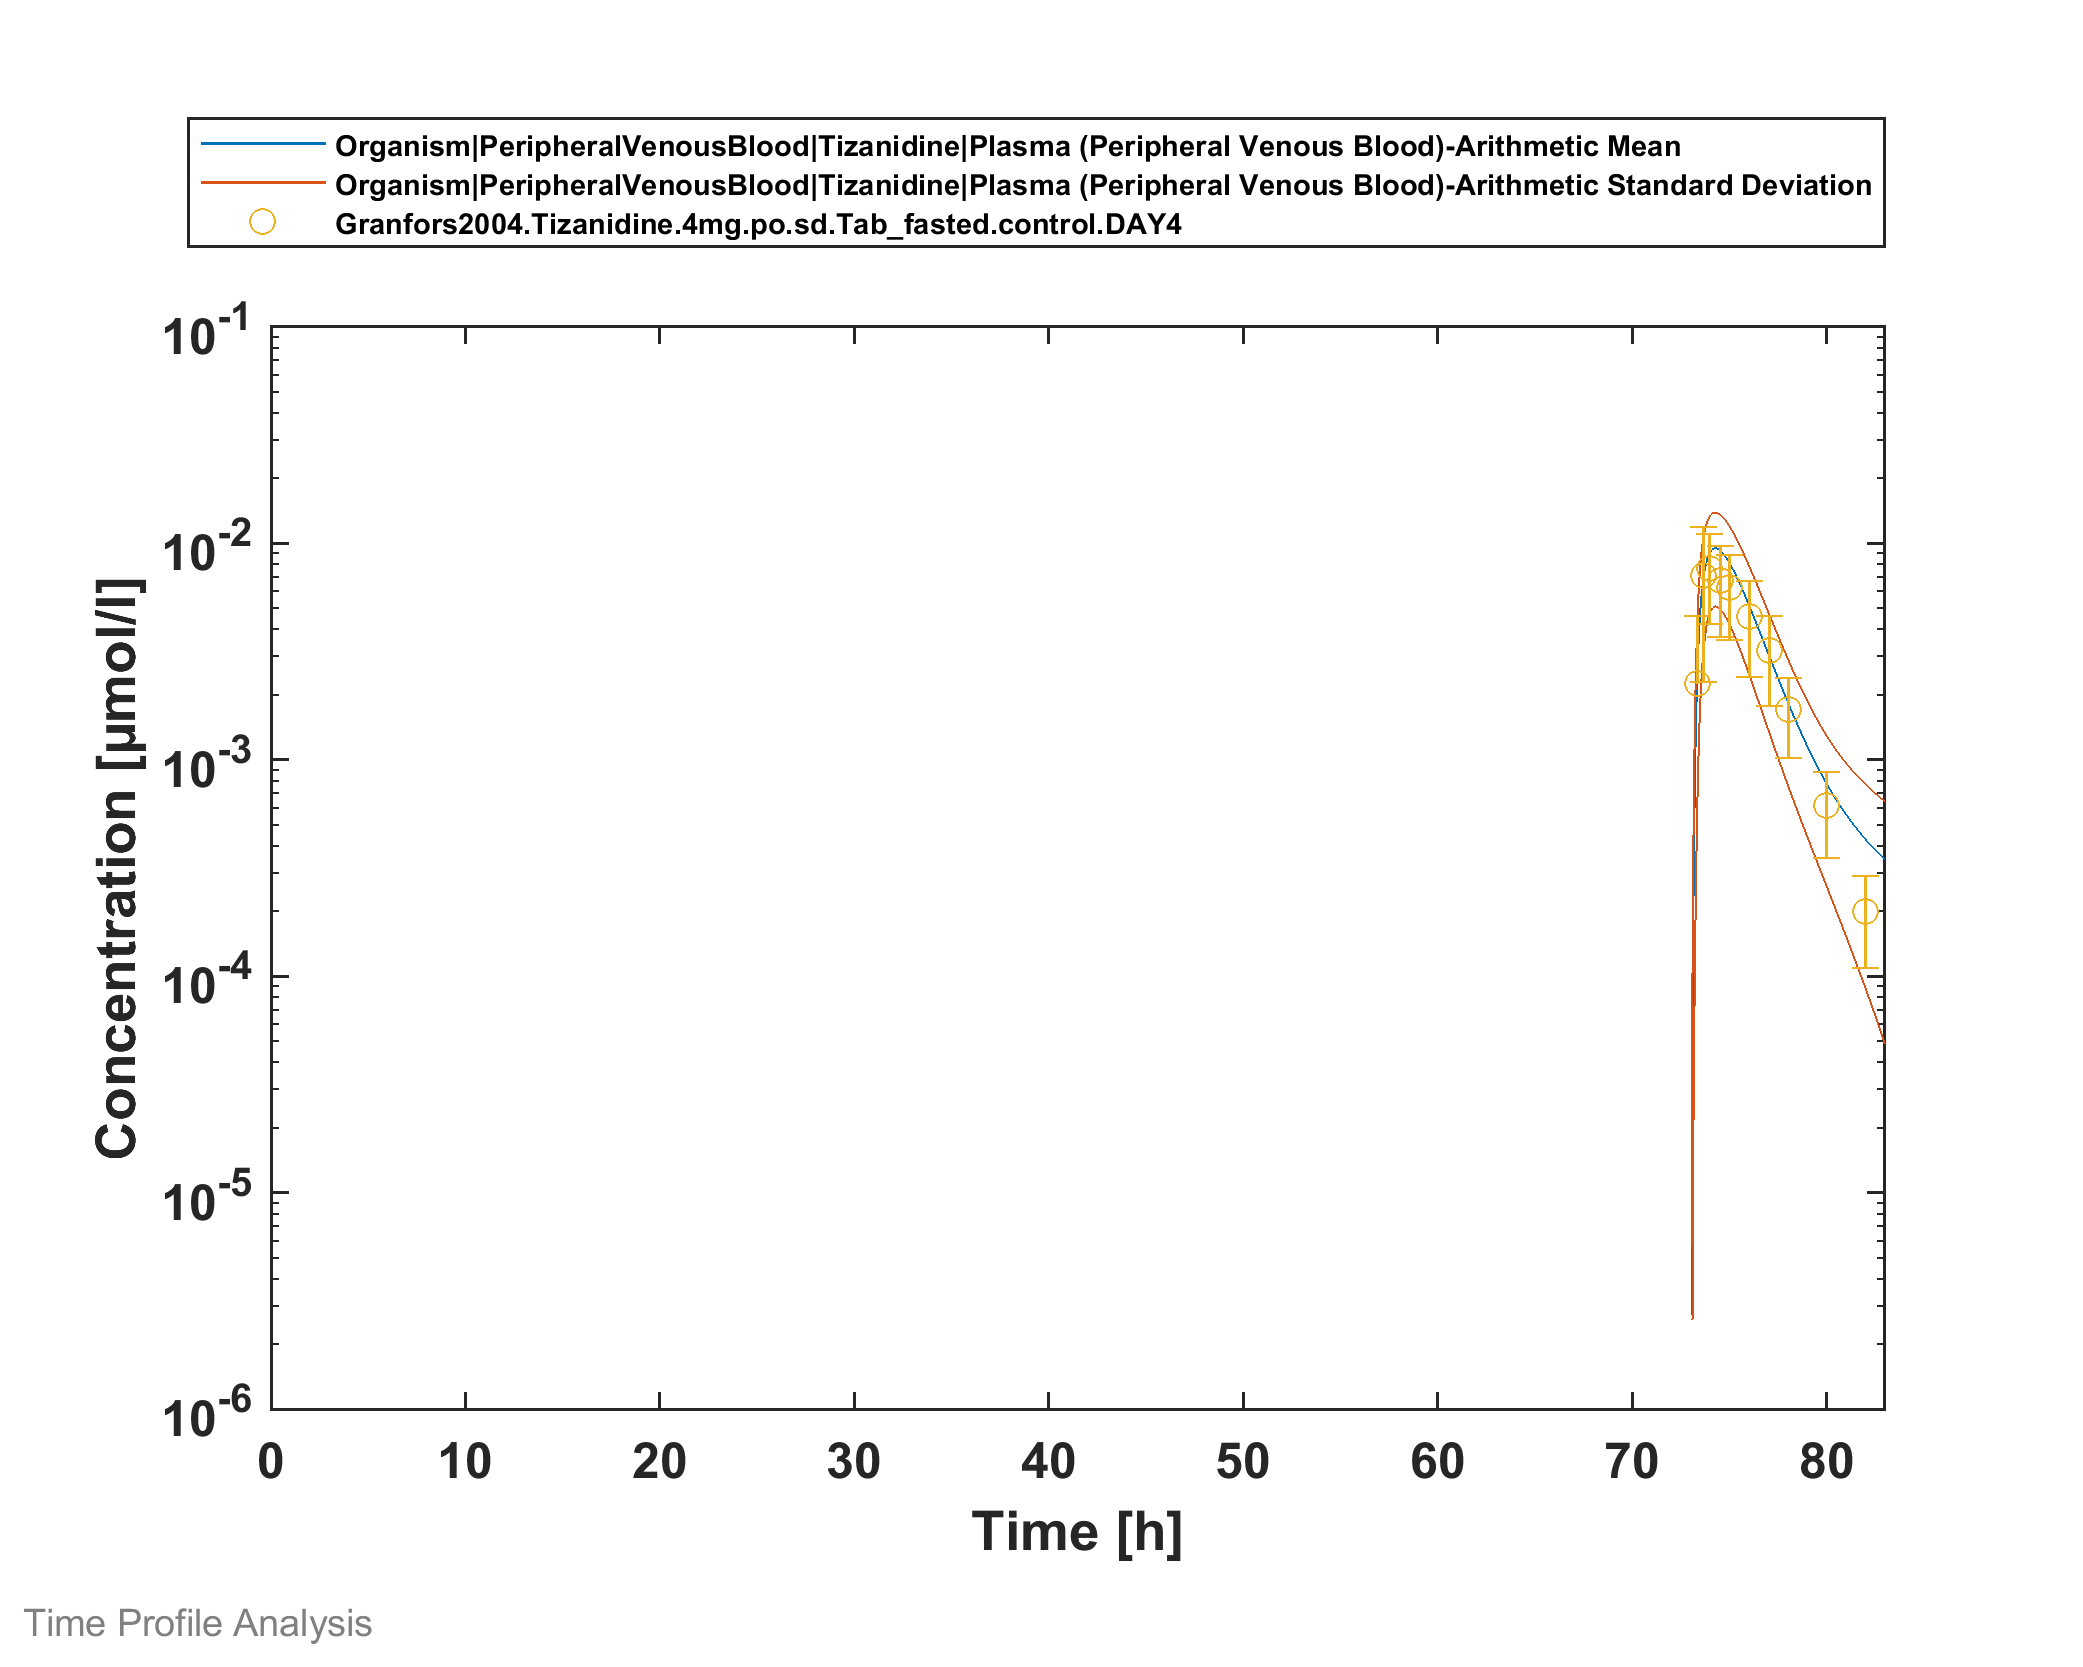 Organism|PeripheralVenousBlood|Tizanidine|Plasma (Peripheral Venous Blood)-Arithmetic Mean
Organism|PeripheralVenousBlood|Tizanidine|Plasma (Peripheral Venous Blood)-Arithmetic Standard Deviation
Granfors2004.Tizanidine.4mg.po.sd.Tab_fasted.control.DAY4
10^-1
10^-2
10^-3
10^-4
10^-5
10^-6
Concentration [µmol/l]
0 10 20 30 40 50 60 70 80
Time [h]
Time Profile Analysis